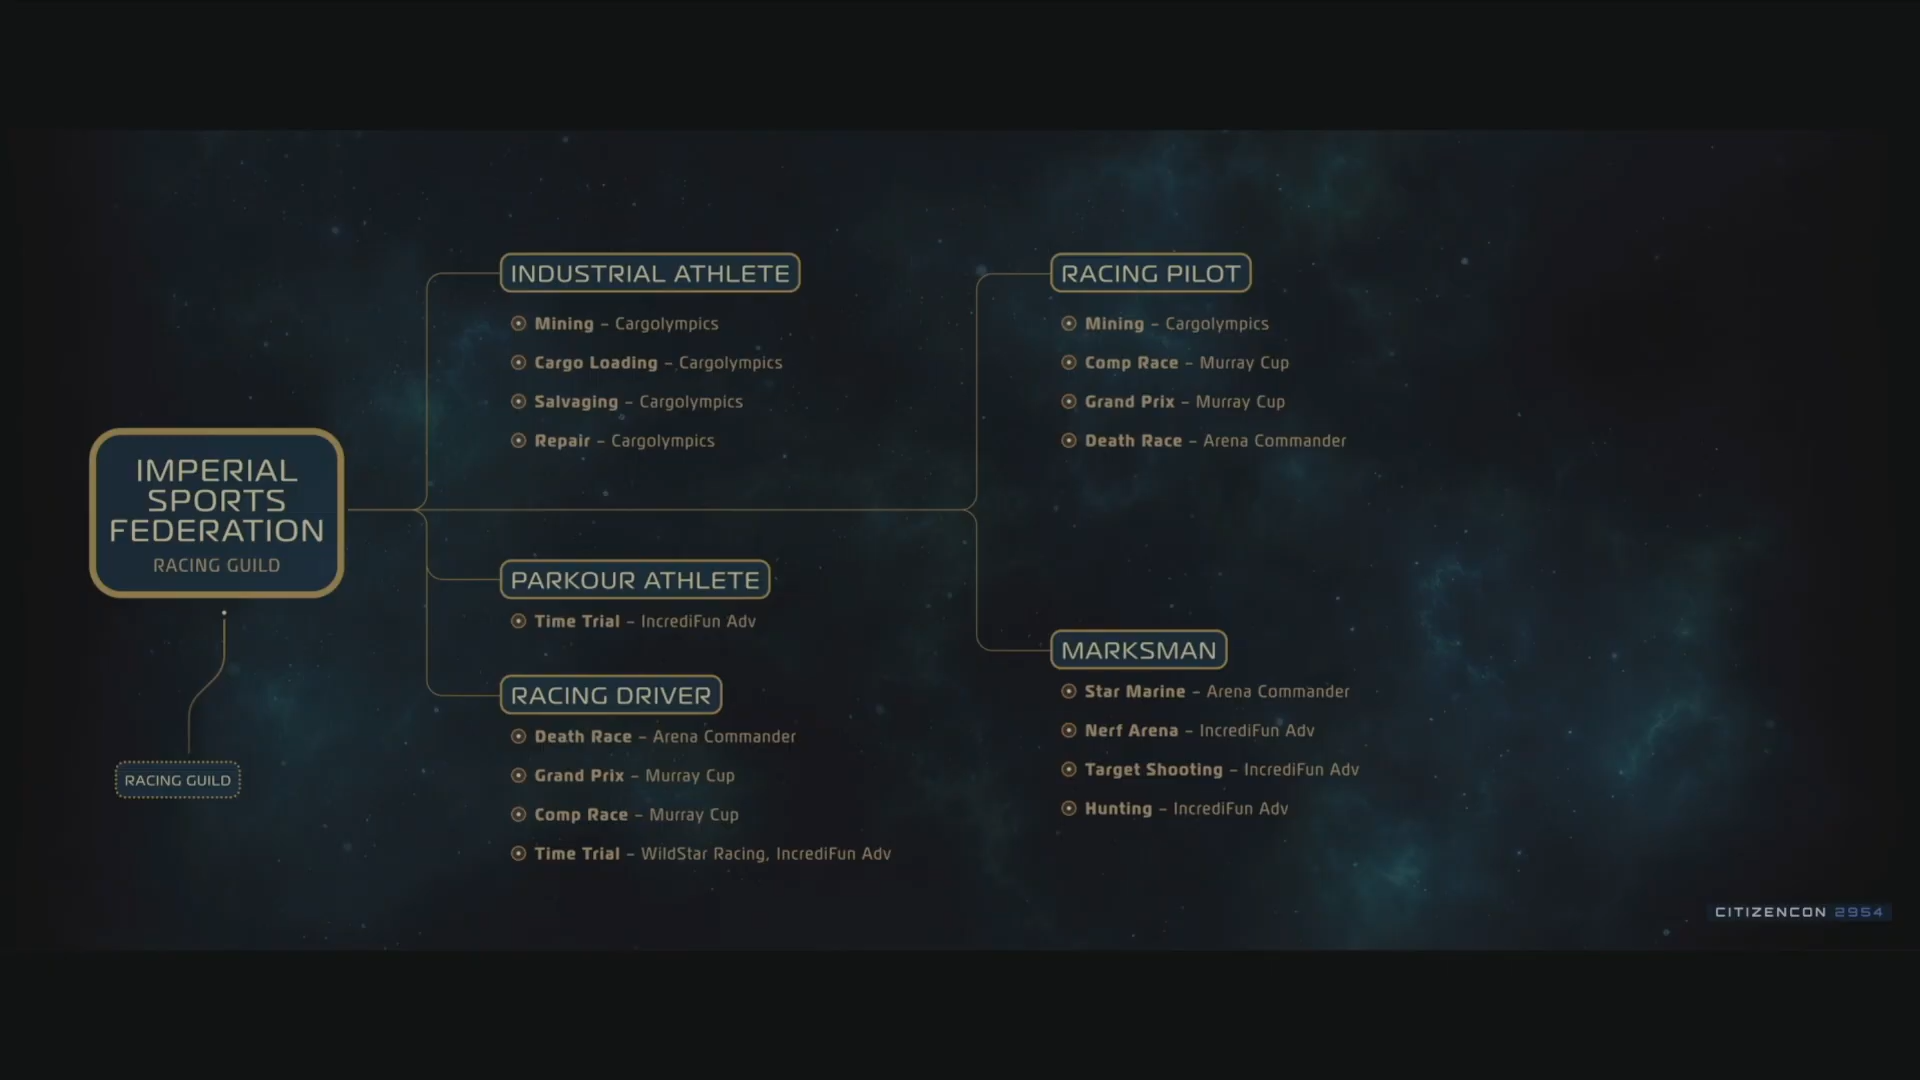 IMPERIAL
SPORTS
FEDERATION
RACING GUILD
RACING GUILD
INDUSTRIAL ATHLETE
Mining – Cargolympics
Cargo Loading – Cargolympics
Salvaging – Cargolympics
Repair – Cargolympics
PARKOUR ATHLETE
Time Trial – IncrediFun Adv
RACING DRIVER
Death Race – Arena Commander
Grand Prix – Murray Cup
Comp Race – Murray Cup
Time Trial – WildStar Racing, IncrediFun Adv
RACING PILOT
Mining – Cargolympics
Comp Race – Murray Cup
Grand Prix – Murray Cup
Death Race – Arena Commander
MARKSMAN
Star Marine – Arena Commander
Nerf Arena – IncrediFun Adv
Target Shooting – IncrediFun Adv
Hunting – IncrediFun Adv
CITIZENCON 2954